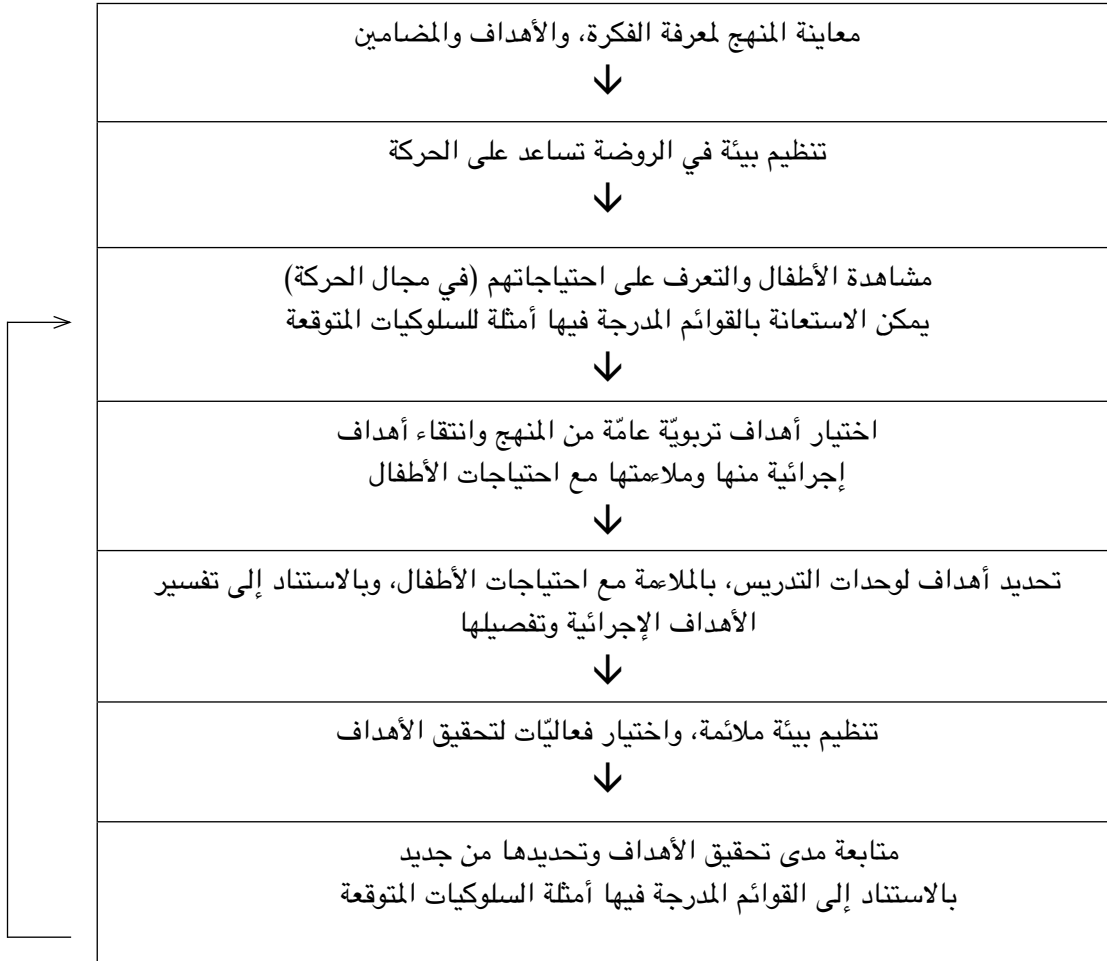 معاينة المنهج لمعرفة الفكرة، والأهداف والمضامين
تنظيم بيئة في الروضة تساعد على الحركة
مشاهدة الأطفال والتعرف على احتياجاتهم (في مجال الحركة)
يمكن الاستعانة بالقوائم المدرجة فيها أمثلة للسلوكيات المتوقعة
اختيار أهداف تربويّة عامّة من المنهج وانتقاء أهداف
إجرائية منها وملاءمتها مع احتياجات الأطفال
تحديد أهداف لوحدات التدريس، بالملاءمة مع احتياجات الأطفال، وبالاستناد إلى تفسير
الأهداف الإجرائية وتفصيلها
تنظيم بيئة ملائمة، واختيار فعاليّات لتحقيق الأهداف
متابعة مدى تحقيق الأهداف وتحديدها من جديد
بالاستناد إلى القوائم المدرجة فيها أمثلة السلوكيات المتوقعة